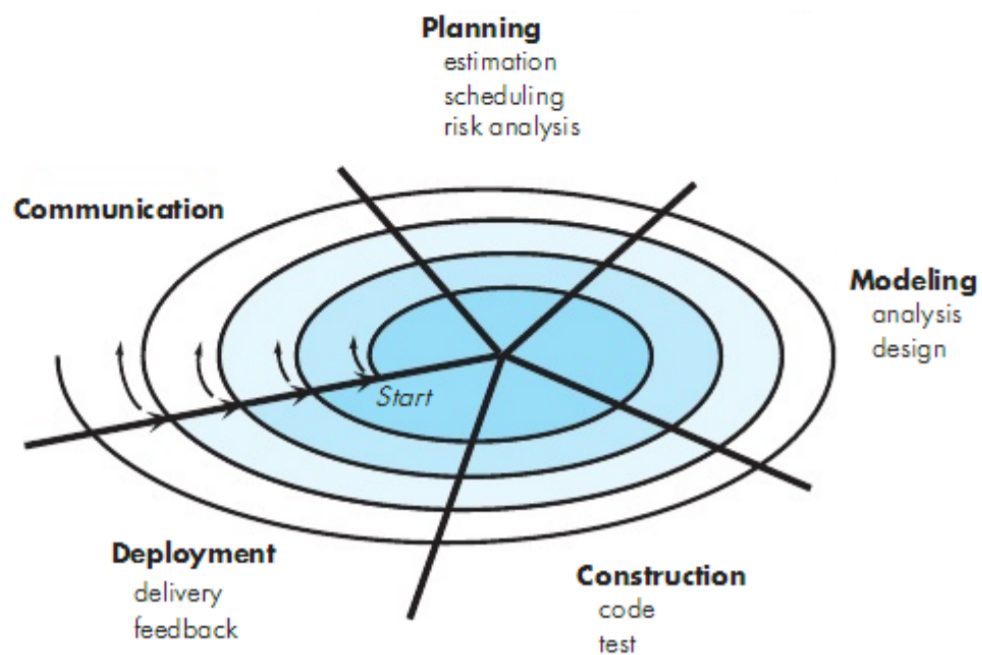 Planning
estimation
scheduling
risk analysis
Communication
Modeling
analysis
design
Start
Deployment
delivery
feedback
Construction
code
test